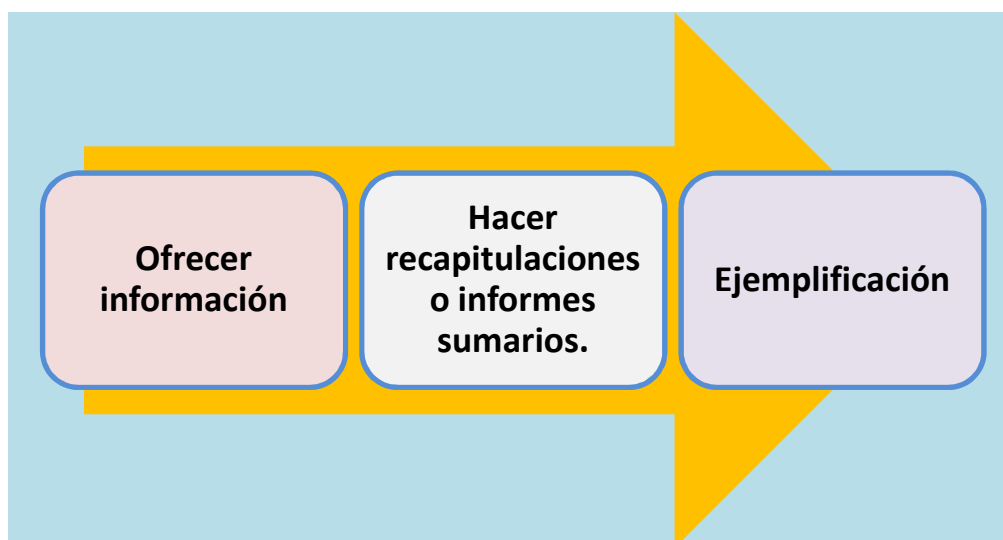 Ofrecer
información
Hacer
recapitulaciones
o informes
sumarios.
Ejemplificación